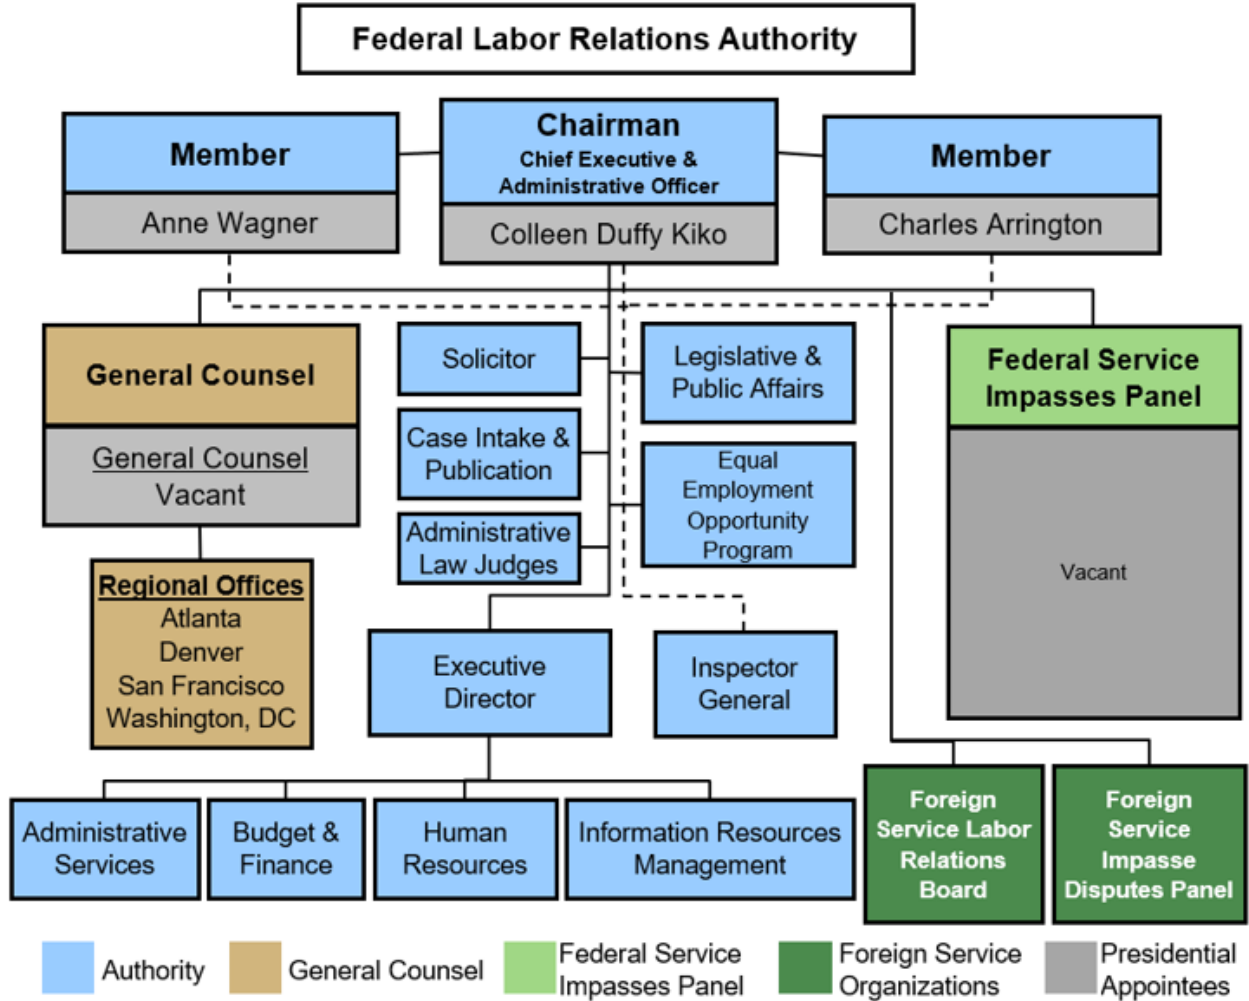 Federal Labor Relations Authority
Member
Anne Wagner
Chairman
Chief Executive &
Administrative Officer
Colleen Duffy Kiko
Member
Charles Arrington
General Counsel
General Counsel
Vacant
Regional Offices
Atlanta
Denver
San Francisco
Washington, DC
Solicitor
Case Intake &
Publication
Administrative
Law Judges
Legislative &
Public Affairs
Equal
Employment
Opportunity
Program
Federal Service
Impasses Panel
Vacant
Executive
Director
Inspector
General
Administrative
Services
Budget &
Finance
Human
Resources
Information Resources
Management
Foreign
Service Labor
Relations
Board
Foreign
Service
Impasse
Disputes Panel
Authority
General Counsel
Federal Service
Impasses Panel
Foreign Service
Organizations
Presidential
Appointees